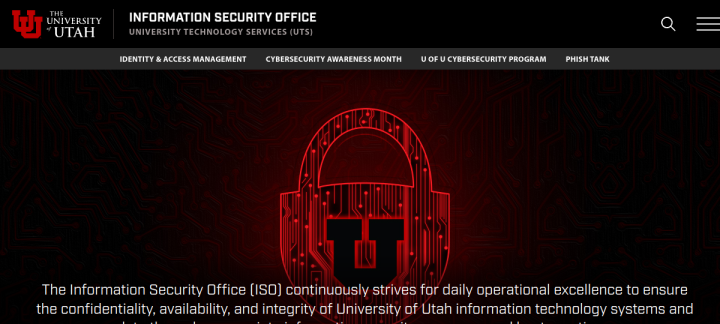 THE
UNIVERSITY
of
UTAH
INFORMATION SECURITY OFFICE
UNIVERSITY TECHNOLOGY SERVICES (UTS)
IDENTITY & ACCESS MANAGEMENT CYBERSECURITY AWARENESS MONTH U OF U CYBERSECURITY PROGRAM PHISH TANK
The Information Security Office (ISO) continuously strives for daily operational excellence to ensure
the confidentiality, availability, and integrity of University of Utah information technology systems and